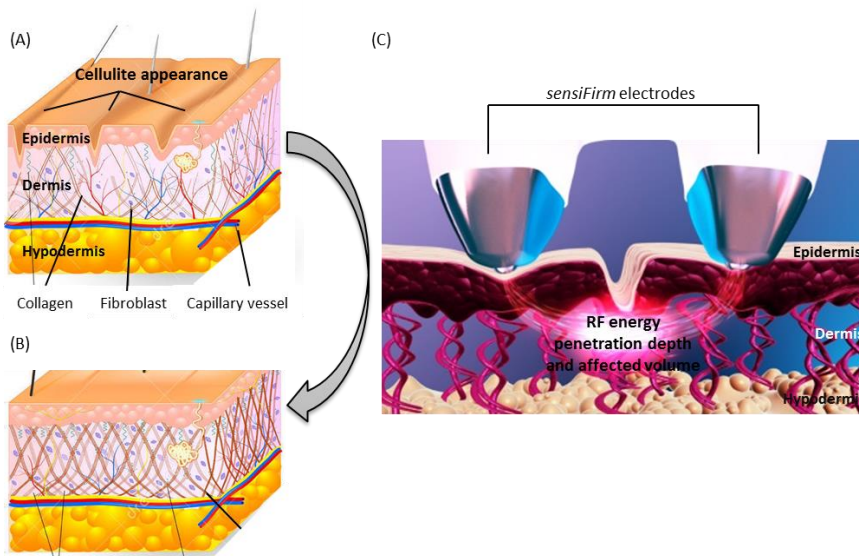 (A)
Cellulite appearance
Epidermis
Dermis
Hypodermis
Collagen
Fibroblast
Capillary vessel
(B)
(C)
sensiFirm electrodes
Epidermis
RF energy
penetration depth
and affected volume
Dermis
Hypodermi